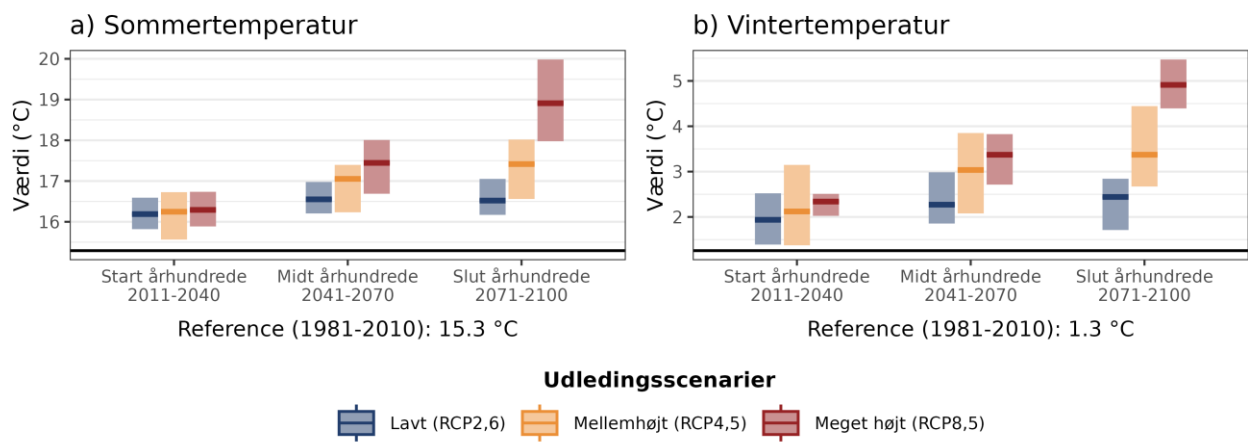 a) Sommertemperatur
Værdi (°C)
20
19
18
17
16
Start århundrede
2011-2040
Midt århundrede
2041-2070
Slut århundrede
2071-2100
Reference (1981-2010): 15.3 °C
b) Vintertemperatur
Værdi (°C)
5
4
3
2
Start århundrede
2011-2040
Midt århundrede
2041-2070
Slut århundrede
2071-2100
Reference (1981-2010): 1.3 °C
Udledingsscenarier
Lavt (RCP2,6)
Mellemhøjt (RCP4,5)
Meget højt (RCP8,5)